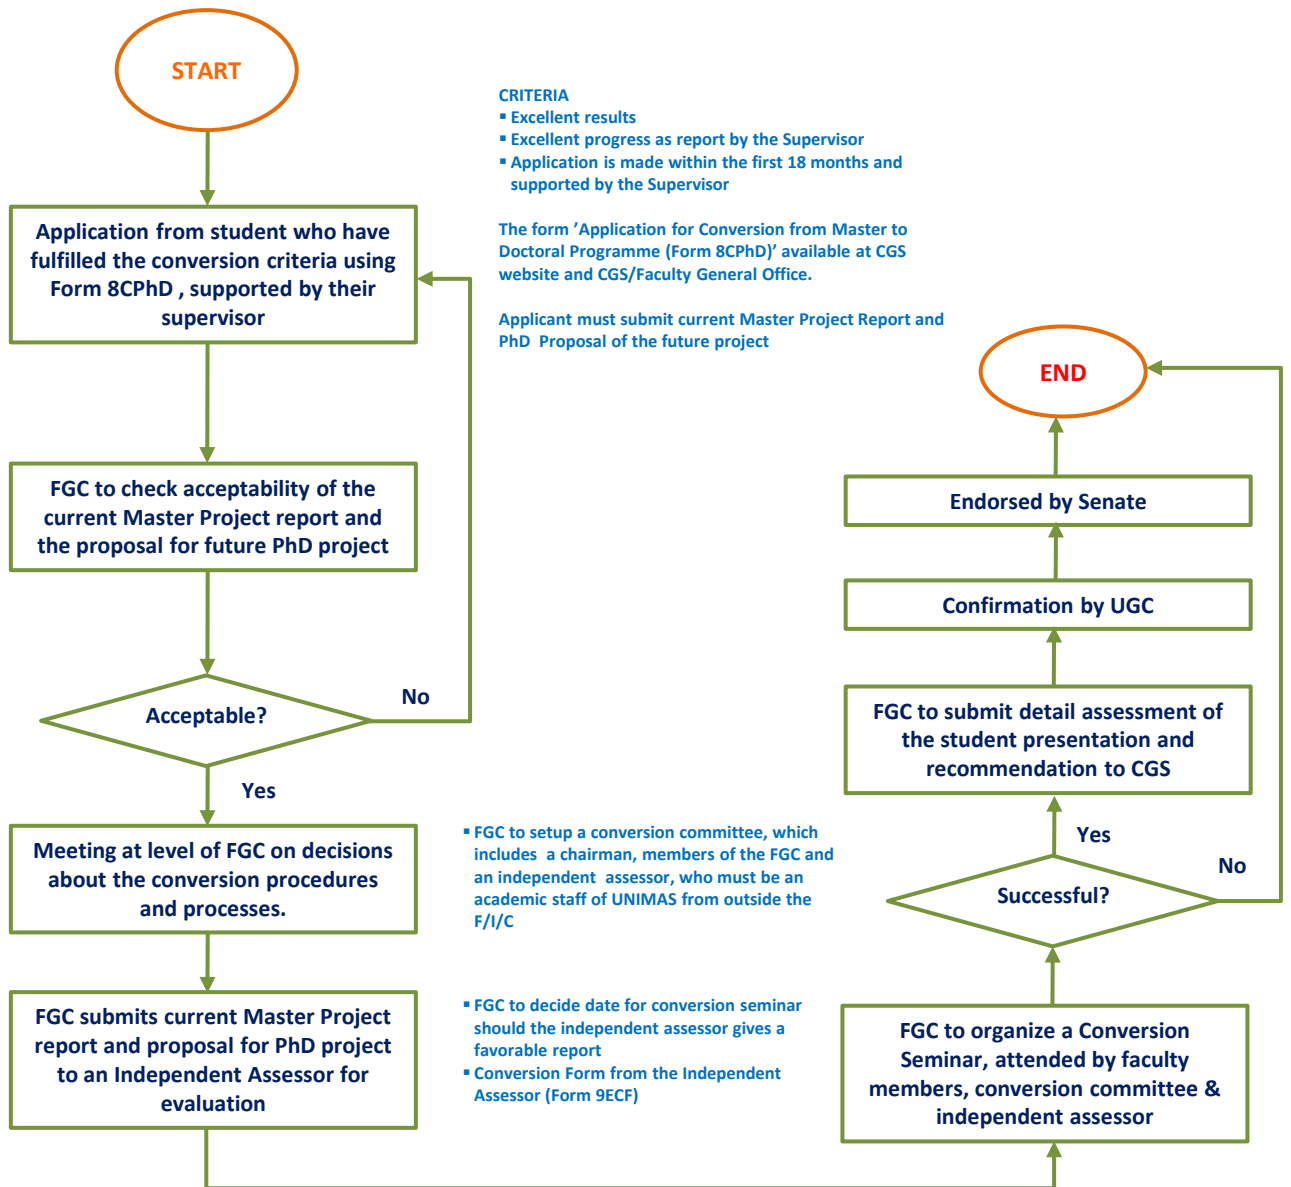 START
CRITERIA
▪ Excellent results
▪ Excellent progress as report by the Supervisor
▪ Application is made within the first 18 months and
supported by the Supervisor
The form ’Application for Conversion from Master to
Doctoral Programme (Form 8CPhD)’ available at CGS
website and CGS/Faculty General Office.
Applicant must submit current Master Project Report and
PhD Proposal of the future project
Application from student who have
fulfilled the conversion criteria using
Form 8CPhD , supported by their
supervisor
FGC to check acceptability of the
current Master Project report and
the proposal for future PhD project
Acceptable?
No
Yes
Meeting at level of FGC on decisions
about the conversion procedures
and processes.
▪ FGC to setup a conversion committee, which
includes a chairman, members of the FGC and
an independent assessor, who must be an
academic staff of UNIMAS from outside the
F/I/C
FGC submits current Master Project
report and proposal for PhD project
to an Independent Assessor for
evaluation
▪ FGC to decide date for conversion seminar
should the independent assessor gives a
favorable report
▪ Conversion Form from the Independent
Assessor (Form 9ECF)
FGC to organize a Conversion
Seminar, attended by faculty
members, conversion committee &
independent assessor
Successful?
No
Yes
FGC to submit detail assessment of
the student presentation and
recommendation to CGS
Confirmation by UGC
Endorsed by Senate
END